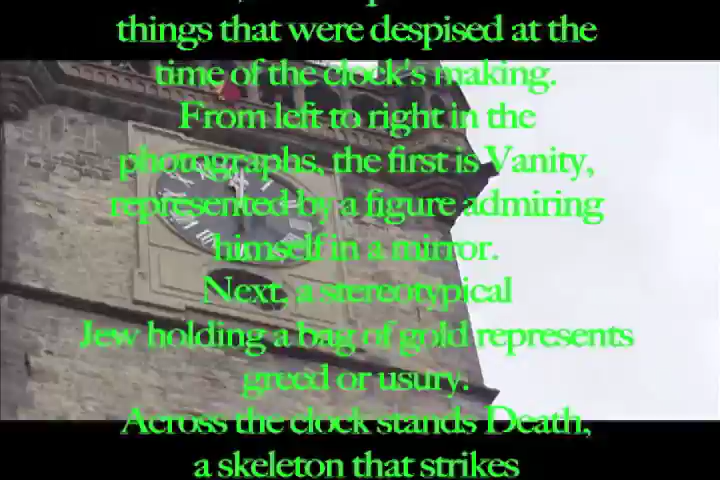 things that were despised at the
time of the clock's making.
From left to right in the
photographs, the first is Vanity,
represented by a figure admiring
himself in a mirror.
Next, a stereotypical
Jew holding a bag of gold represents
greed or usury.
Across the clock stands Death,
a skeleton that strikes